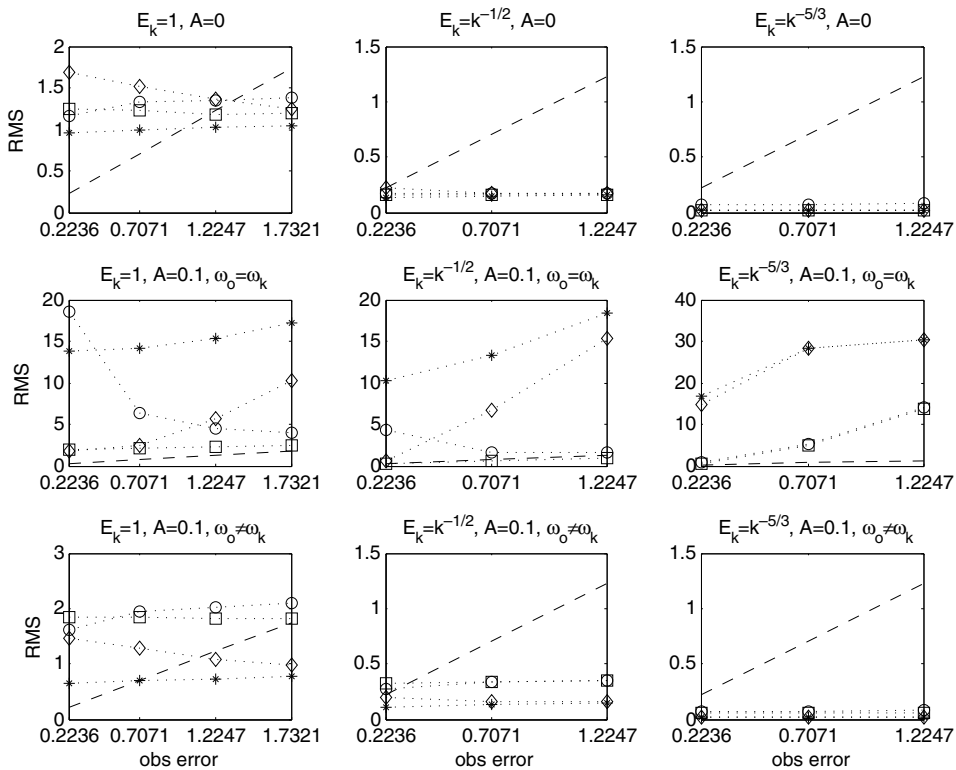 E_k=1, A=0
RMS
2
1.5
1
0.5
0
0.2236 0.7071 1.2247 1.7321
E_k=k^{-1/2}, A=0
1.5
1
0.5
0
0.2236 0.7071 1.2247
E_k=k^{-5/3}, A=0
1.5
1
0.5
0
0.2236 0.7071 1.2247
E_k=1, A=0.1, ω_o=ω_k
RMS
20
15
10
5
0
0.2236 0.7071 1.2247 1.7321
E_k=k^{-1/2}, A=0.1, ω_o=ω_k
20
15
10
5
0
0.2236 0.7071 1.2247
E_k=k^{-5/3}, A=0.1, ω_o=ω_k
40
30
20
10
0
0.2236 0.7071 1.2247
E_k=1, A=0.1, ω_o≠ω_k
RMS
3
2
1
0
0.2236 0.7071 1.2247 1.7321
obs error
E_k=k^{-1/2}, A=0.1, ω_o≠ω_k
1.5
1
0.5
0
0.2236 0.7071 1.2247
obs error
E_k=k^{-5/3}, A=0.1, ω_o≠ω_k
1.5
1
0.5
0
0.2236 0.7071 1.2247
obs error